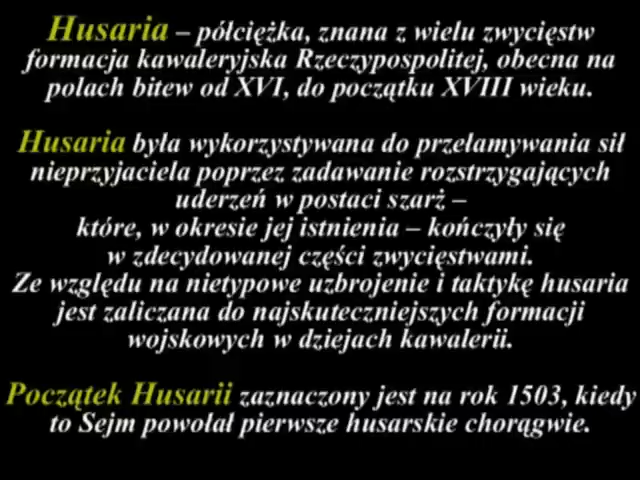 Husaria – półciężka, znana z wielu zwycięstw
formacja kawaleryjska Rzeczypospolitej, obecna na
polach bitew od XVI, do początku XVIII wieku.
Husaria była wykorzystywana do przełamywania sił
nieprzyjaciela poprzez zadawanie rozstrzygających
uderzeń w postaci szarż –
które, w okresie jej istnienia – kończyły się
w zdecydowanej części zwycięstwami.
Ze względu na nietypowe uzbrojenie i taktykę husaria
jest zaliczana do najskuteczniejszych formacji
wojskowych w dziejach kawalerii.
Początek Husarii zaznaczony jest na rok 1503, kiedy
to Sejm powołał pierwsze husarskie chorągwie.